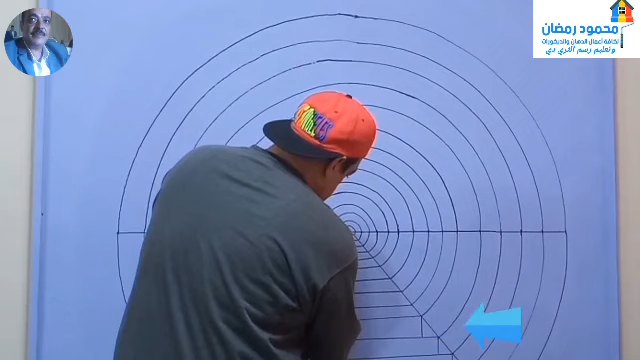 محمود رمضان
لكافة أعمال الدهان والديكورات
وتعليم رسم الثري دي